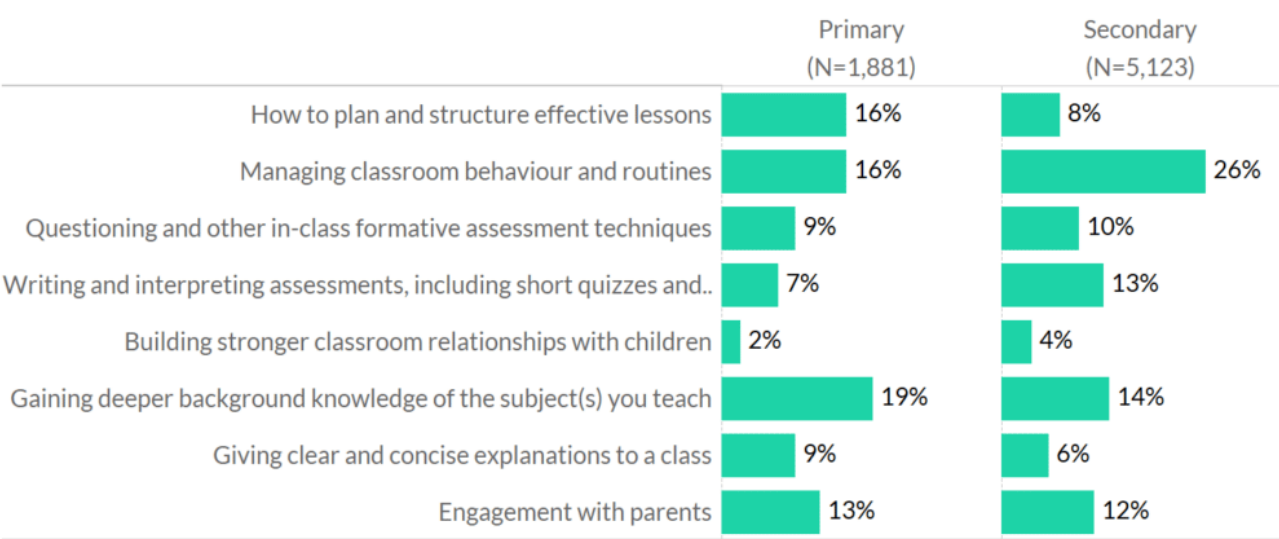 Primary Secondary
(N=1,881) (N=5,123)
How to plan and structure effective lessons 16% 8%
Managing classroom behaviour and routines 16% 26%
Questioning and other in-class formative assessment techniques 9% 10%
Writing and interpreting assessments, including short quizzes and.. 7% 13%
Building stronger classroom relationships with children 2% 4%
Gaining deeper background knowledge of the subject(s) you teach 19% 14%
Giving clear and concise explanations to a class 9% 6%
Engagement with parents 13% 12%